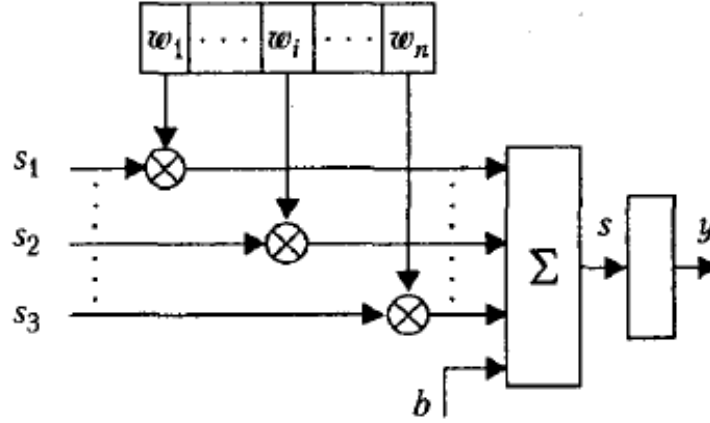 w₁ · · · wᵢ · · · wₙ
s₁
s₂
s₃
Σ
s
y
b